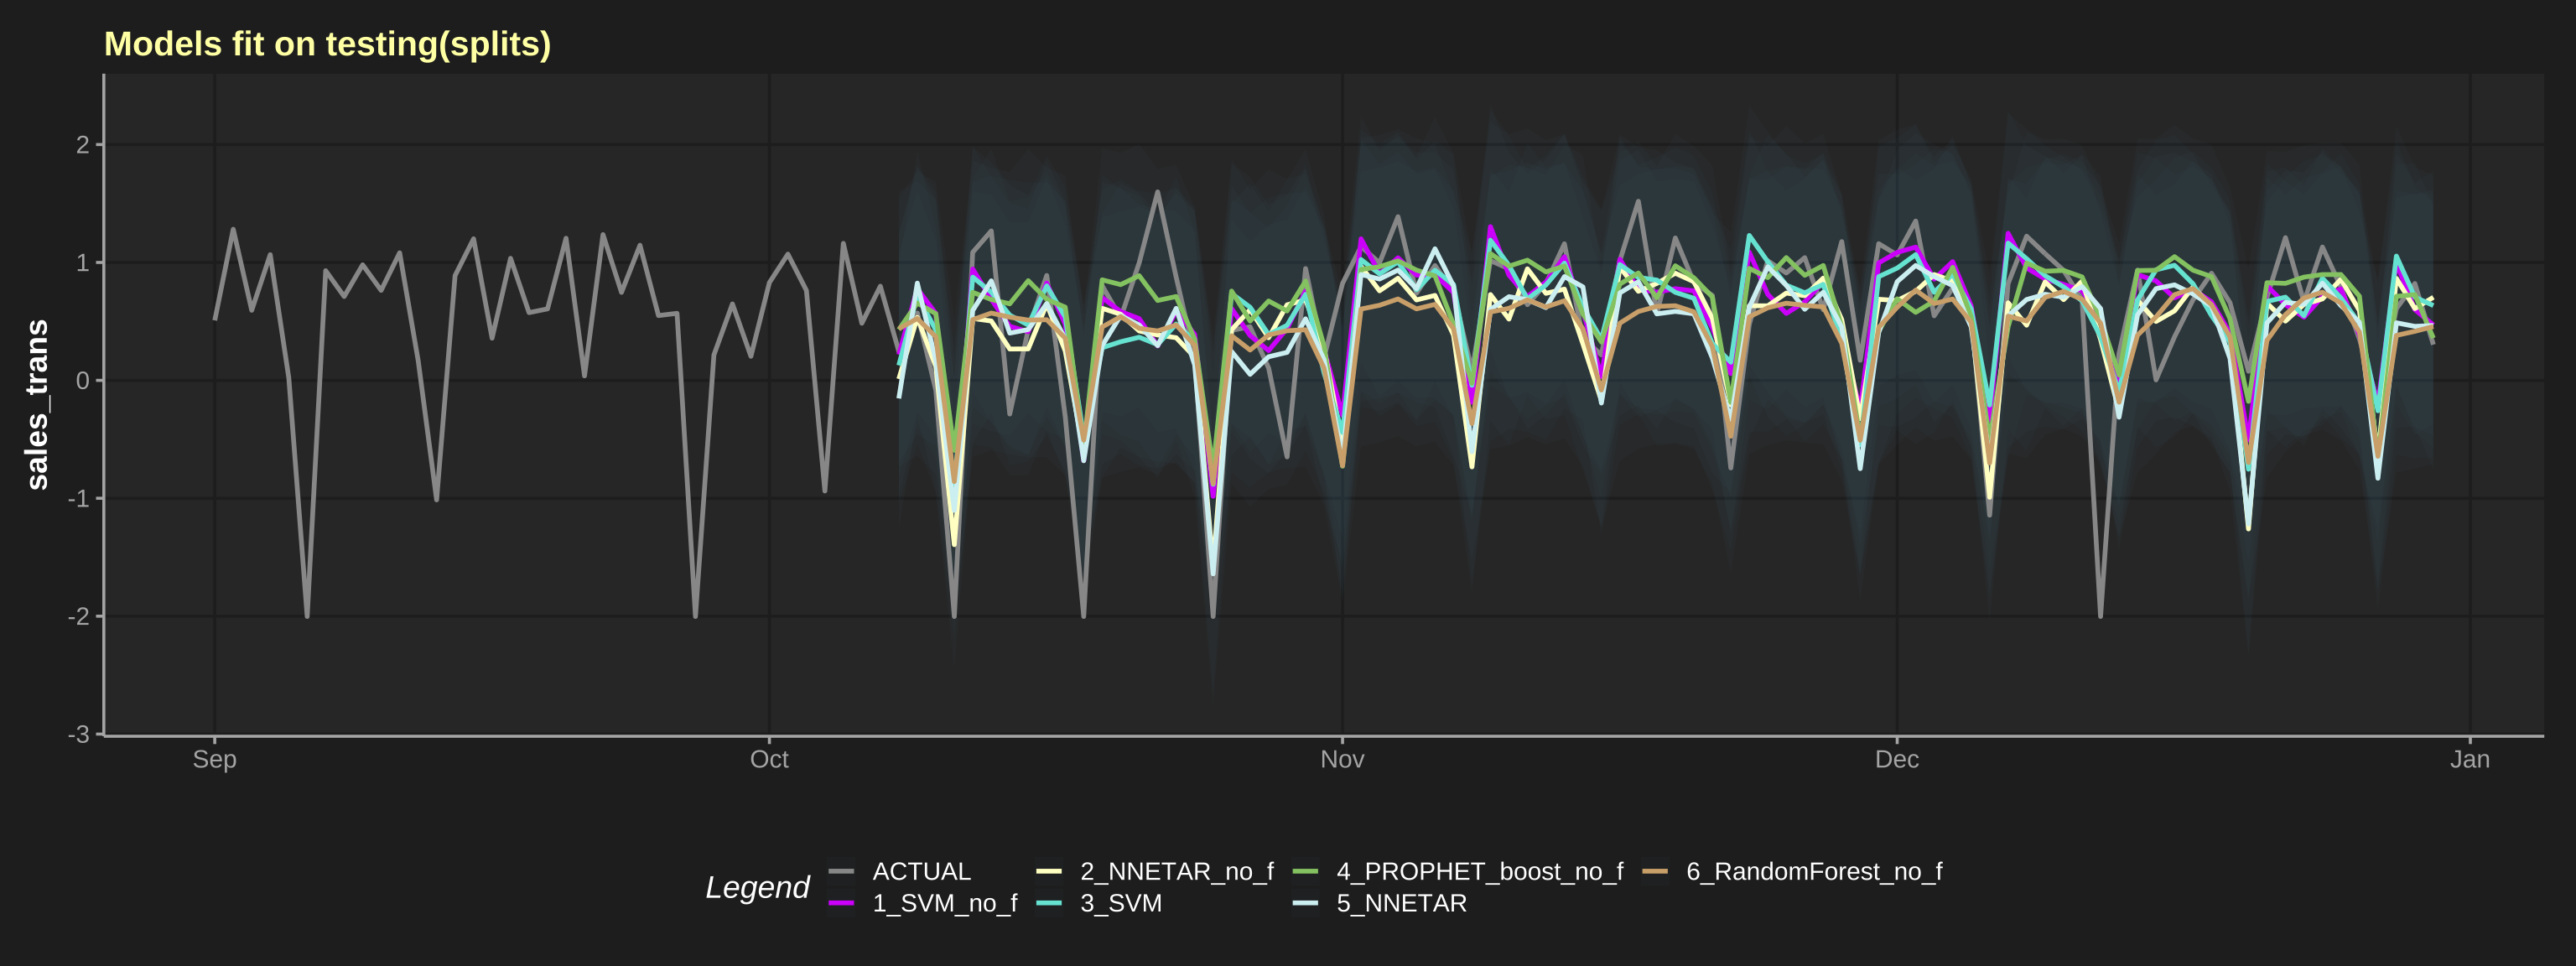 Models fit on testing(splits)
sales_trans
2
1
0
-1
-2
-3
Sep Oct Nov Dec Jan
Legend
ACTUAL 2_NNETAR_no_f 4_PROPHET_boost_no_f 6_RandomForest_no_f
1_SVM_no_f 3_SVM 5_NNETAR